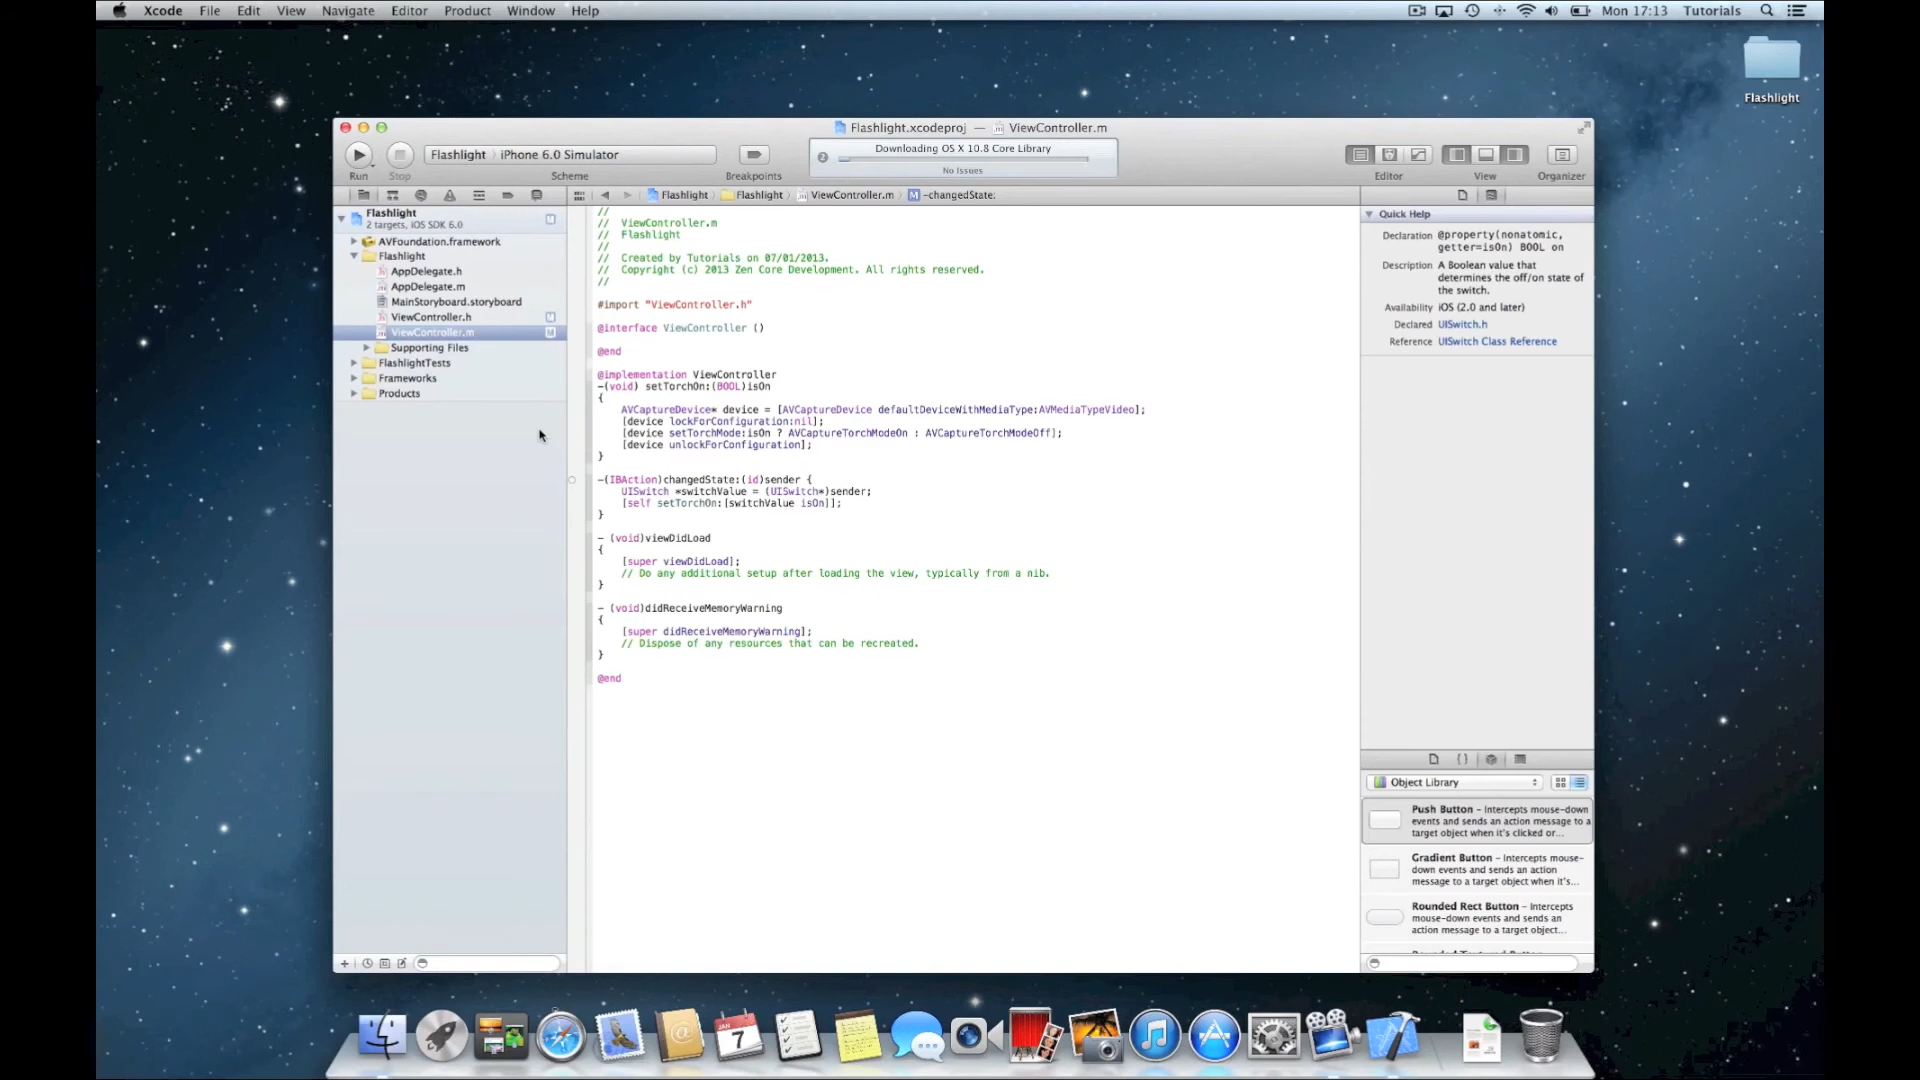 Xcode File Edit View Navigate Editor Product Window Help
Mon 17:13 Tutorials
Flashlight
Flashlight.xcodeproj — ViewController.m
Flashlight iPhone 6.0 Simulator
2 Downloading OS X 10.8 Core Library
No Issues
Run Stop Scheme Breakpoints Editor View Organizer
Flashlight Flashlight ViewController.m M -changedState:
Flashlight M
2 targets, iOS SDK 6.0
AVFoundation.framework
Flashlight
AppDelegate.h
AppDelegate.m
MainStoryboard.storyboard
ViewController.h M
ViewController.m M
Supporting Files
FlashlightTests
Frameworks
Products
//
// ViewController.m
// Flashlight
//
// Created by Tutorials on 07/01/2013.
// Copyright (c) 2013 Zen Core Development. All rights reserved.
//
#import "ViewController.h"
@interface ViewController ()
@end
@implementation ViewController
-(void) setTorchOn:(BOOL)isOn
{
AVCaptureDevice* device = [AVCaptureDevice defaultDeviceWithMediaType:AVMediaTypeVideo];
[device lockForConfiguration:nil];
[device setTorchMode:isOn ? AVCaptureTorchModeOn : AVCaptureTorchModeOff];
[device unlockForConfiguration];
}
-(IBAction)changedState:(id)sender {
UISwitch *switchValue = (UISwitch*)sender;
[self setTorchOn:[switchValue isOn]];
}
- (void)viewDidLoad
{
[super viewDidLoad];
// Do any additional setup after loading the view, typically from a nib.
}
- (void)didReceiveMemoryWarning
{
[super didReceiveMemoryWarning];
// Dispose of any resources that can be recreated.
}
@end
Quick Help
Declaration @property(nonatomic,
getter=isOn) BOOL on
Description A Boolean value that
determines the off/on state of
the switch.
Availability iOS (2.0 and later)
Declared UISwitch.h
Reference UISwitch Class Reference
{ }
Object Library
Push Button - Intercepts mouse-down
events and sends an action message to a
target object when it's clicked or...
Gradient Button - Intercepts mouse-
down events and sends an action
message to a target object when it's...
Rounded Rect Button - Intercepts
mouse-down events and sends an
action message to a target object...
JAN
7